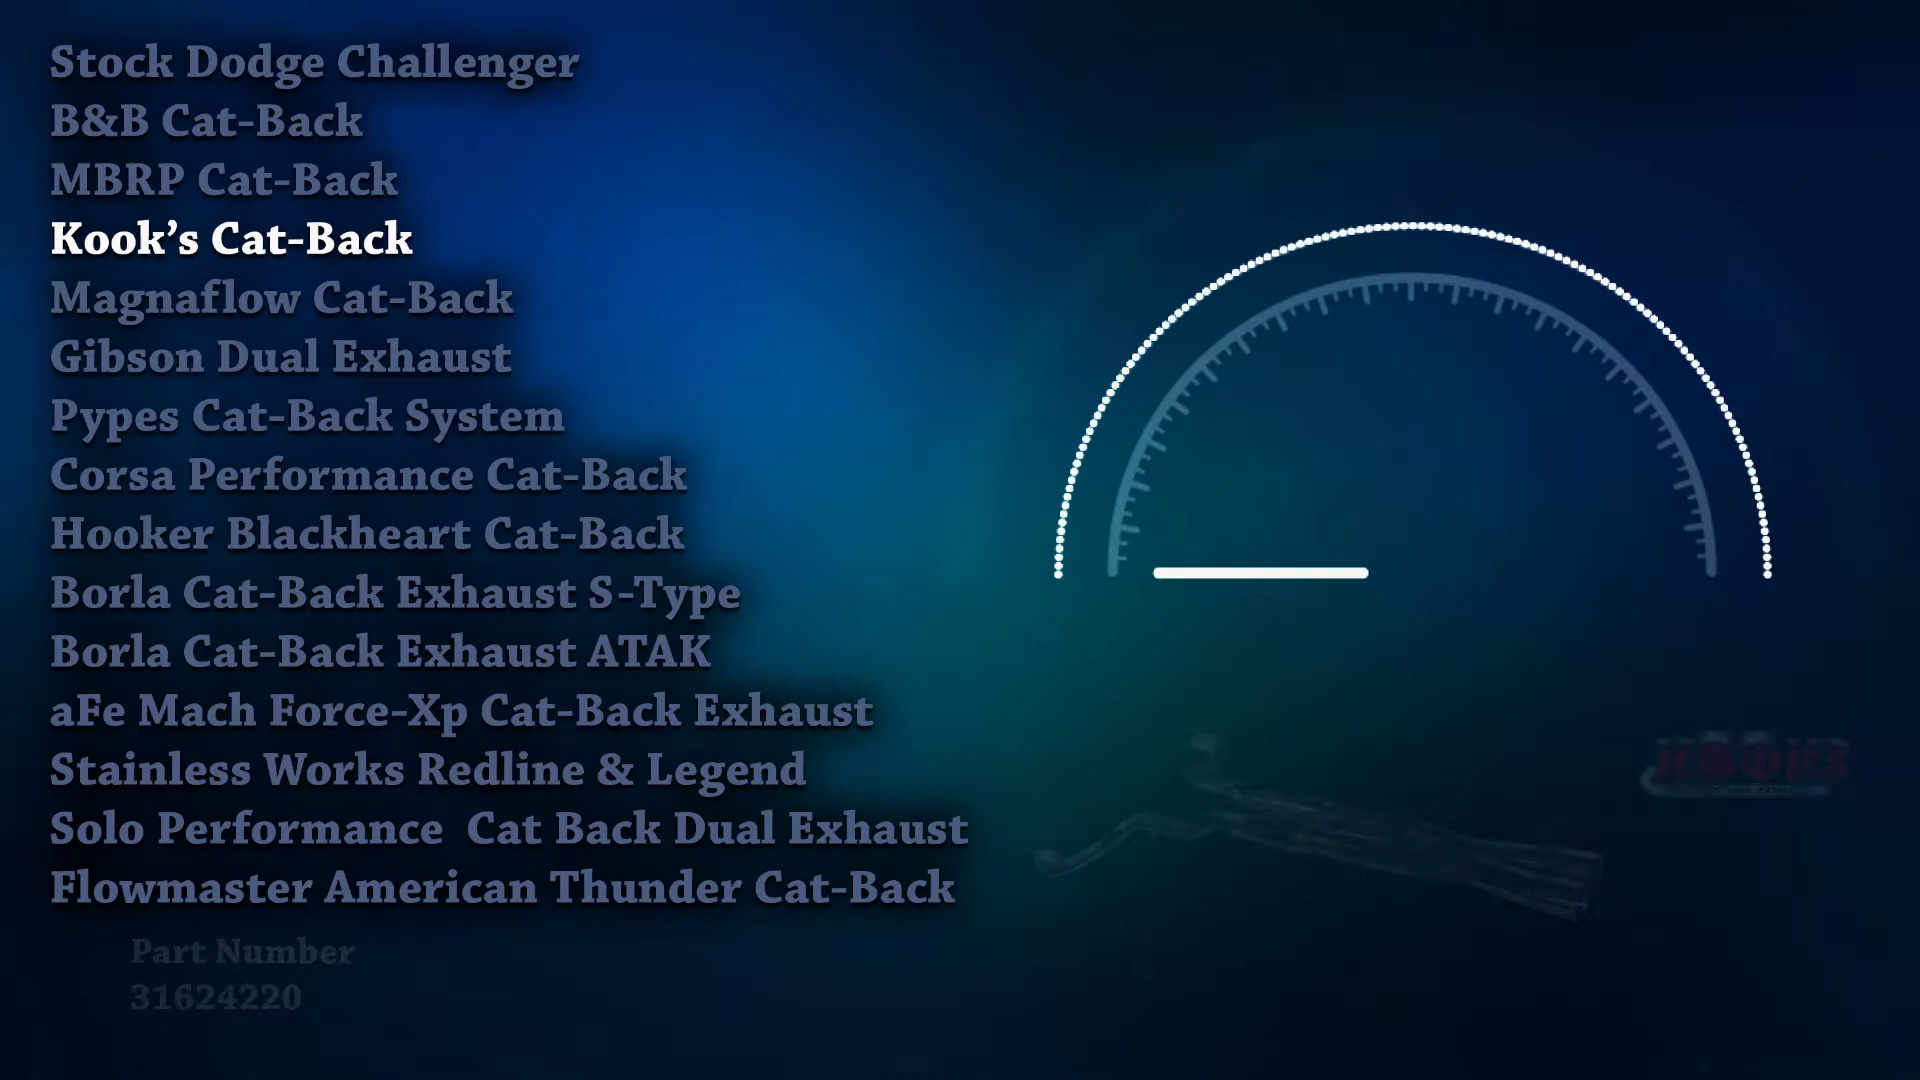 Stock Dodge Challenger
B&B Cat-Back
MBRP Cat-Back
Kook’s Cat-Back
Magnaflow Cat-Back
Gibson Dual Exhaust
Pypes Cat-Back System
Corsa Performance Cat-Back
Hooker Blackheart Cat-Back
Borla Cat-Back Exhaust S-Type
Borla Cat-Back Exhaust ATAK
aFe Mach Force-Xp Cat-Back Exhaust
Stainless Works Redline & Legend
Solo Performance  Cat Back Dual Exhaust
Flowmaster American Thunder Cat-Back
Part Number
31624220